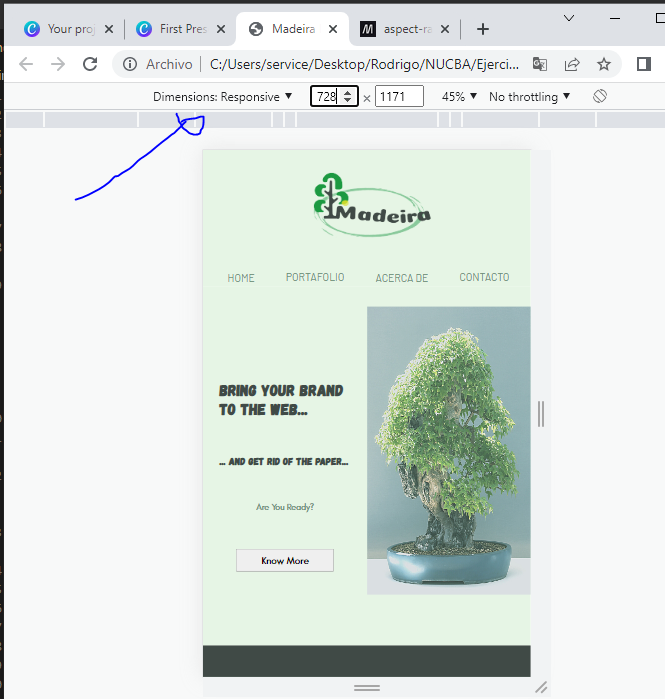 Your proj
First Pres
Madeira
aspect-ra
Archivo
C:/Users/service/Desktop/Rodrigo/NUCBA/Ejerci...
Dimensions: Responsive
728 × 1171
45%
No throttling
Madeira
HOME PORTAFOLIO ACERCA DE CONTACTO
BRING YOUR BRAND
TO THE WEB...
... AND GET RID OF THE PAPER...
Are You Ready?
Know More